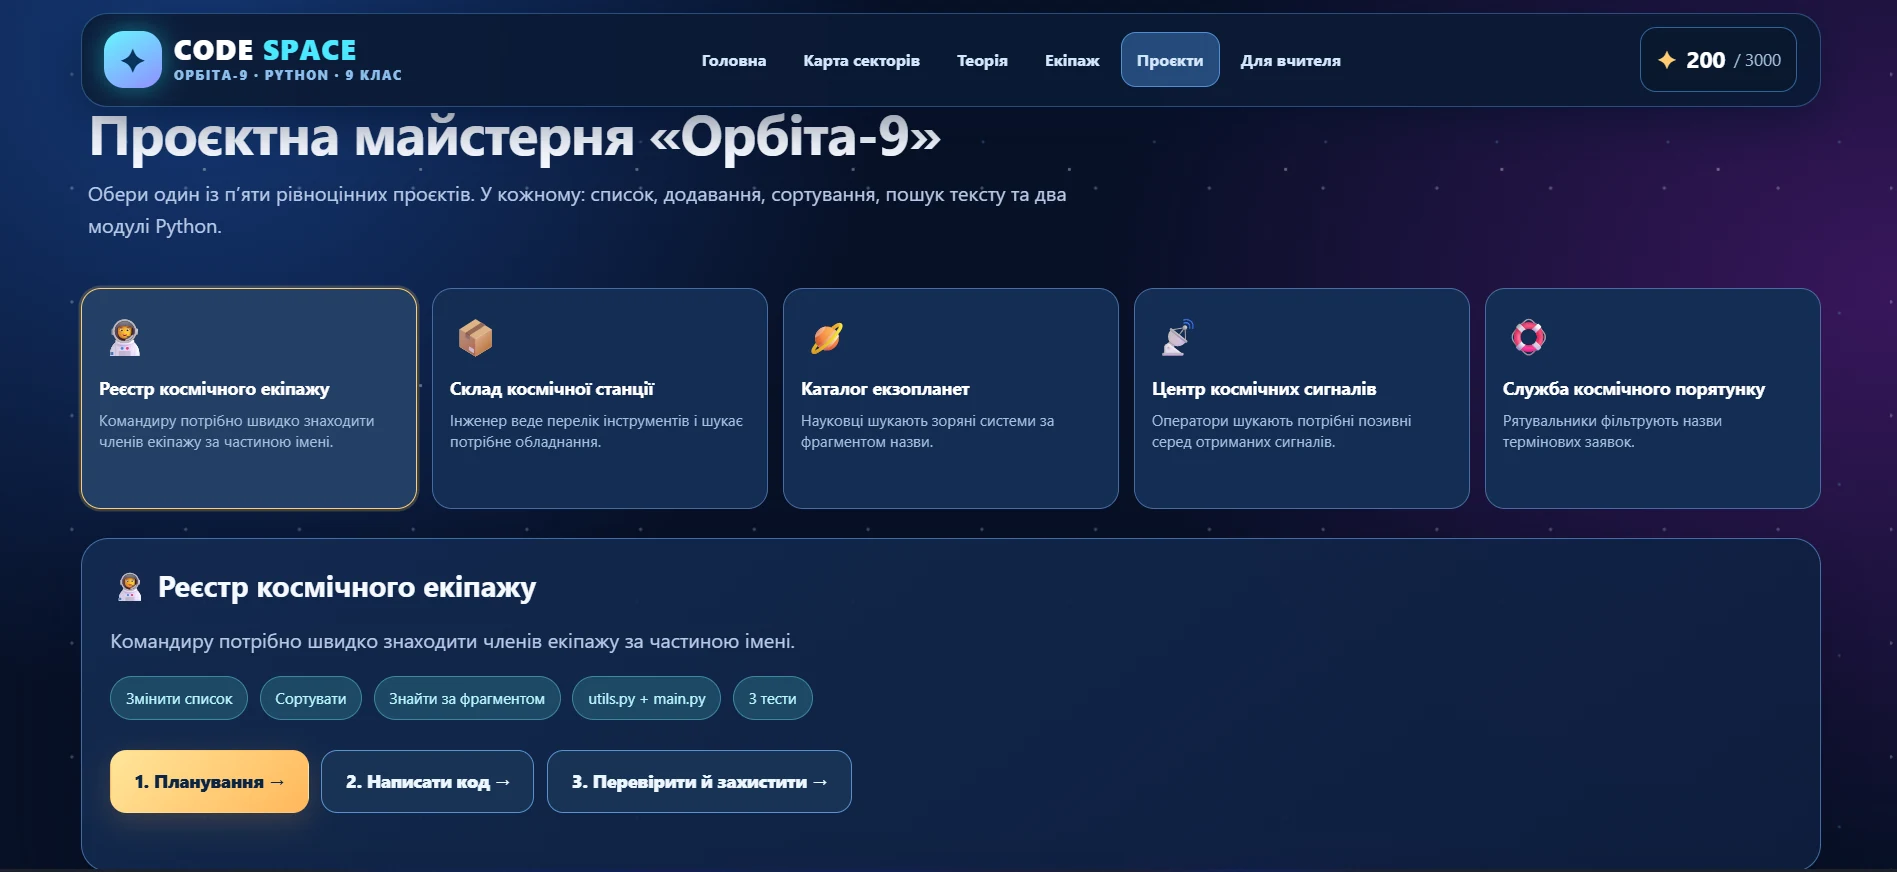 CODE SPACE
ОРБІТА-9 · PYTHON · 9 КЛАС
Головна
Карта секторів
Теорія
Екіпаж
Проєкти
Для вчителя
200 / 3000
Проєктна майстерня «Орбіта-9»
Обери один із п’яти рівноцінних проєктів. У кожному: список, додавання, сортування, пошук тексту та два
модулі Python.
Реєстр космічного екіпажу
Командиру потрібно швидко знаходити
членів екіпажу за частиною імені.
Склад космічної станції
Інженер веде перелік інструментів і шукає
потрібне обладнання.
Каталог екзопланет
Науковці шукають зоряні системи за
фрагментом назви.
Центр космічних сигналів
Оператори шукають потрібні позивні
серед отриманих сигналів.
Служба космічного порятунку
Рятувальники фільтрують назви
термінових заявок.
Реєстр космічного екіпажу
Командиру потрібно швидко знаходити членів екіпажу за частиною імені.
Змінити список
Сортувати
Знайти за фрагментом
utils.py + main.py
3 тести
1. Планування →
2. Написати код →
3. Перевірити й захистити →